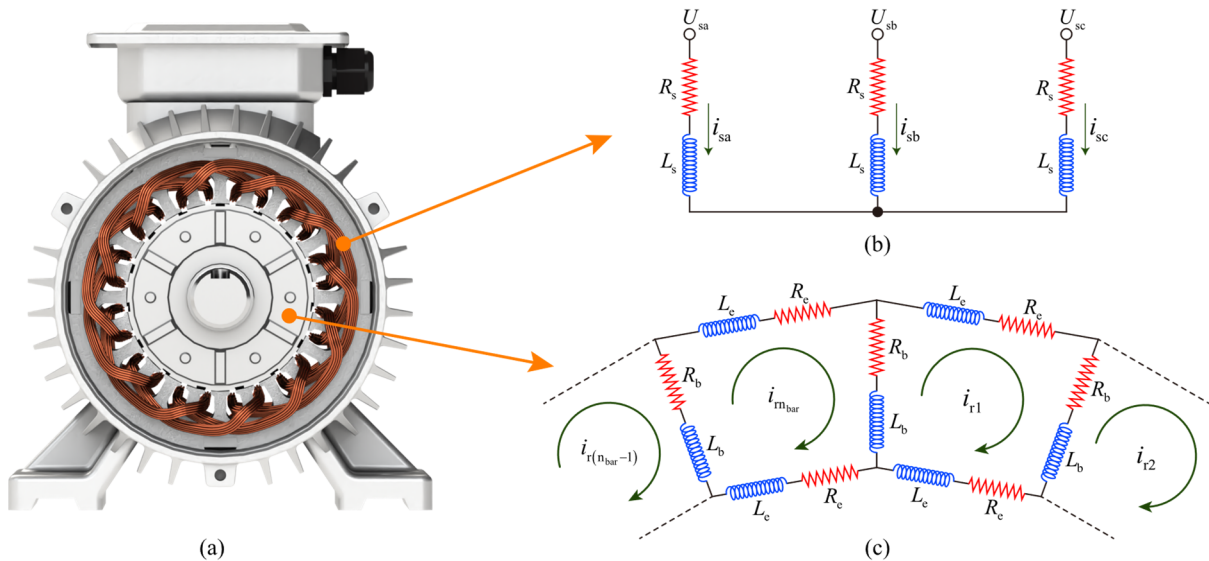 U_sa U_sb U_sc
R_s R_s R_s
i_sa i_sb i_sc
L_s L_s L_s
(b)
L_e R_e L_e R_e
R_b R_b R_b
i_rn_bar i_r1
i_r(n_bar−1) L_b L_b L_b i_r2
L_e R_e L_e R_e
(a) (c)